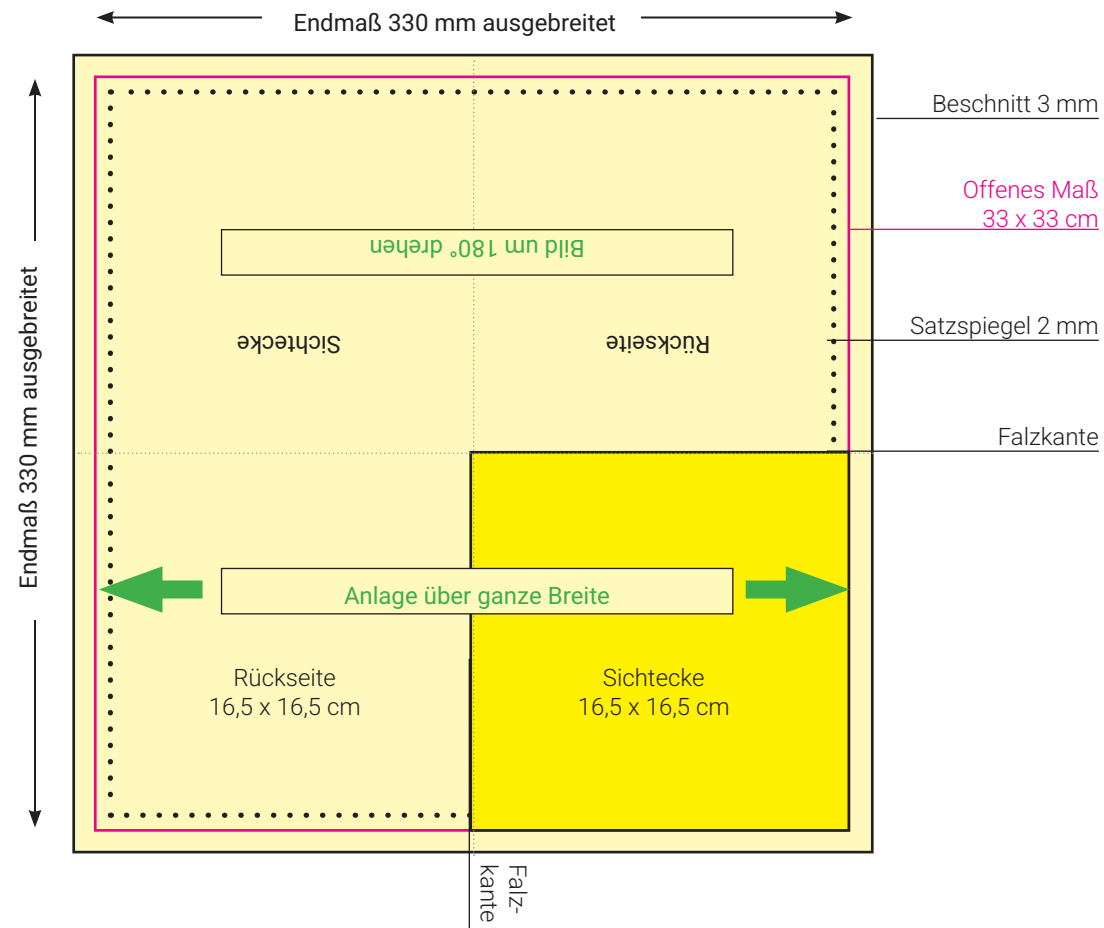 Endmaß 330 mm ausgebreitet
Endmaß 330 mm ausgebreitet
Beschnitt 3 mm
Offenes Maß
33 x 33 cm
Bild um 180° drehen
Sichtecke
Rückseite
Satzspiegel 2 mm
Falzkante
Anlage über ganze Breite
Rückseite
16,5 x 16,5 cm
Sichtecke
16,5 x 16,5 cm
Falz-
kante